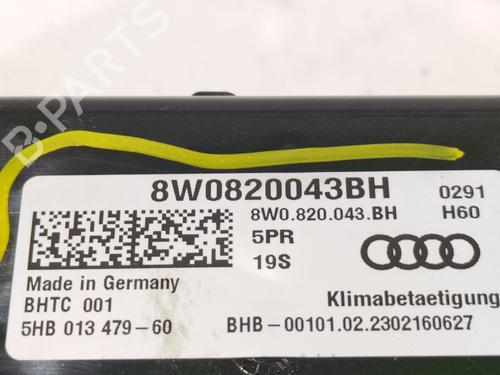 B-PARTS
8W0820043BH 0291
8W0.820.043.BH H60
5PR
19S
Made in Germany
BHTC 001 Klimabetaetigung
5HB 013 479-60 BHB-00101.02.2302160627